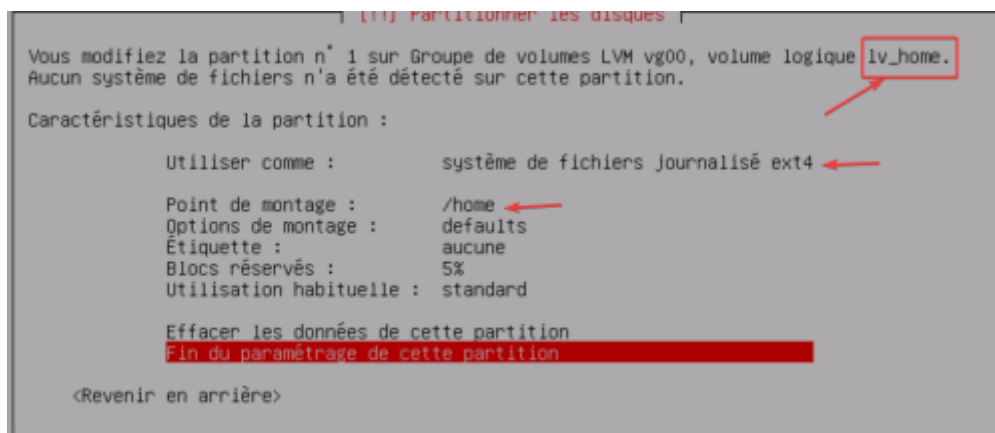 [!!] Partitionner les disques
Vous modifiez la partition n° 1 sur Groupe de volumes LVM vg00, volume logique lv_home.
Aucun système de fichiers n'a été détecté sur cette partition.
Caractéristiques de la partition :
Utiliser comme : système de fichiers journalisé ext4
Point de montage : /home
Options de montage : defaults
Étiquette : aucune
Blocs réservés : 5%
Utilisation habituelle : standard
Effacer les données de cette partition
Fin du paramétrage de cette partition
<Revenir en arrière>